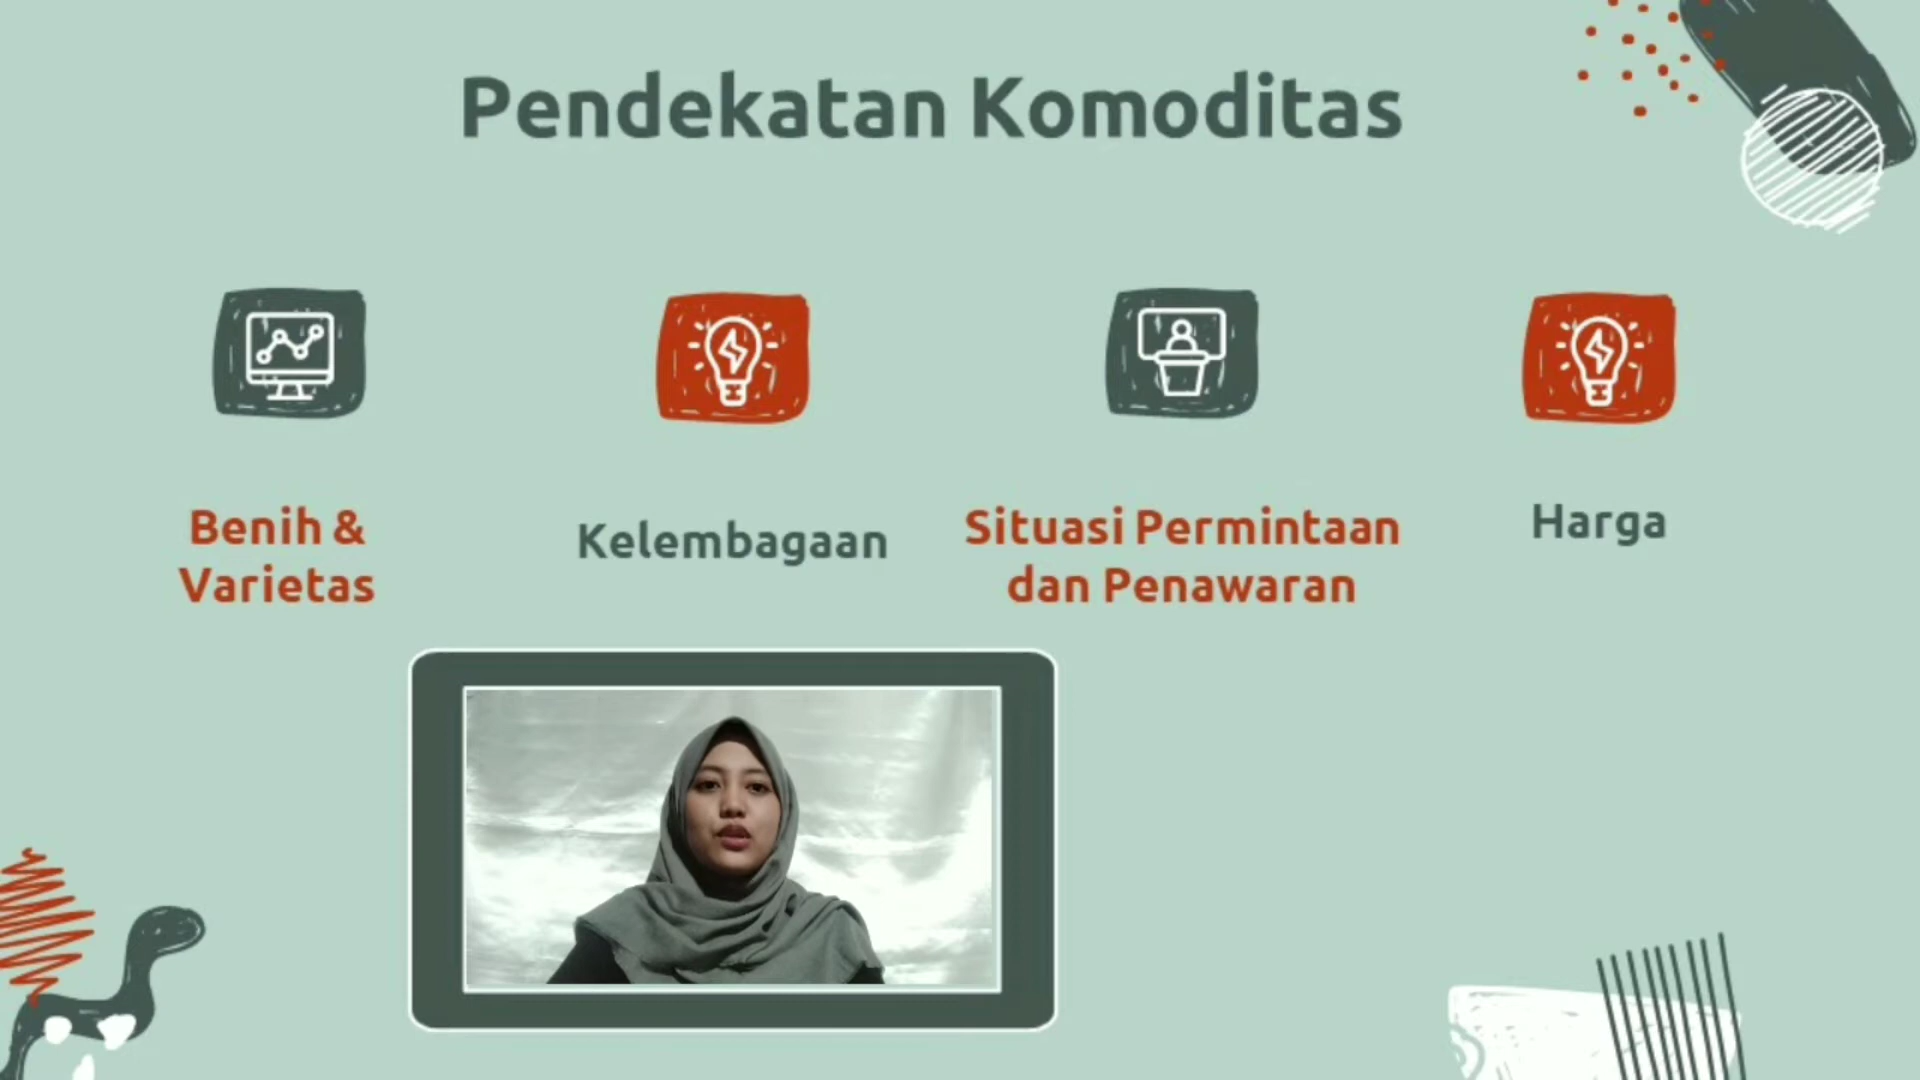 Pendekatan Komoditas
Benih &
Varietas
Kelembagaan
Situasi Permintaan
dan Penawaran
Harga